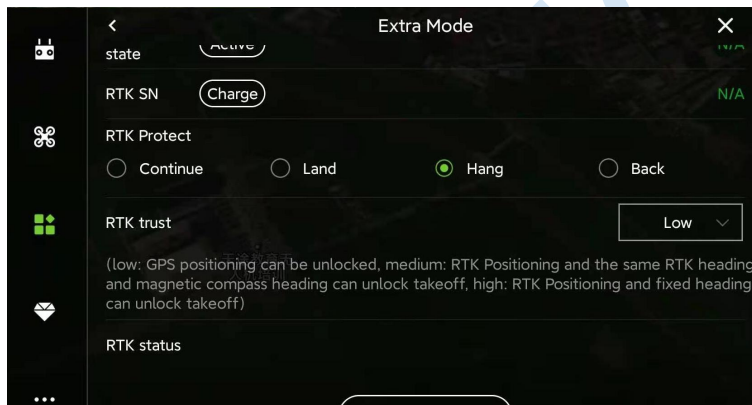 Extra Mode
state Active N/A
RTK SN Charge N/A
RTK Protect
Continue Land Hang Back
RTK trust Low
(low: GPS positioning can be unlocked, medium: RTK Positioning and the same RTK heading
and magnetic compass heading can unlock takeoff, high: RTK Positioning and fixed heading
can unlock takeoff)
RTK status